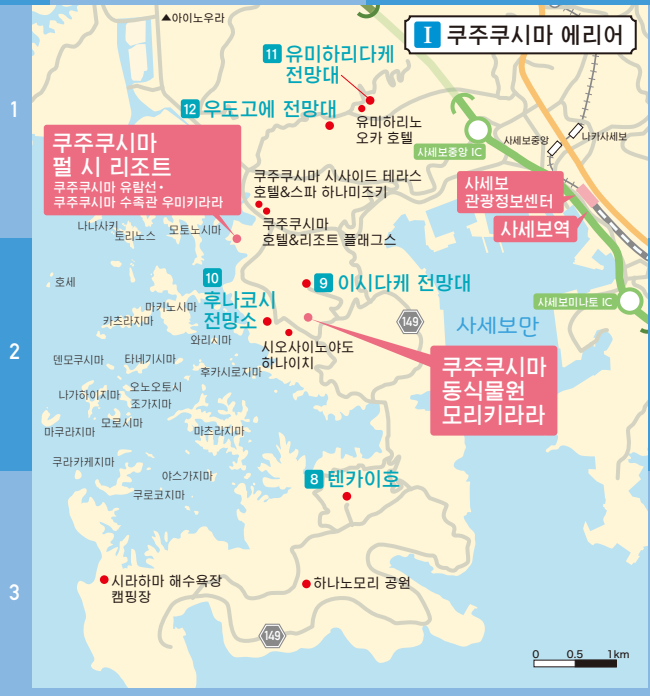 ▲아이노우라
I 쿠주쿠시마 에리어
11 유미하리다케
전망대
1
12 우도고에 전망대
유미하리노
오카 호텔
쿠주쿠시마
펄 시 리조트
쿠주쿠시마 유람선·
쿠주쿠시마 수족관 우미키라라
사세보중앙 IC
사세보중앙
나카사세보
쿠주쿠시마 시사이드 테라스
호텔&스파 하나미즈키
사세보
관광정보센터
사세보역
쿠주쿠시마
호텔&리조트 플래그스
나나사키
토리노스
모토노시마
호세
10
후나코시
전망소
9 이시다케 전망대
사세보미나토 IC
마키노시마
카츠라지마
149
사세보만
와리시마
시오사이노야도
하나이치
2
덴모쿠시마
타네기시마
후카시로지마
쿠주쿠시마
동식물원
모리키라라
나가하이지마
오노오토시
조가지마
모로시마
마쿠라지마
마츠라지마
쿠라카케지마
야스가지마
쿠로코지마
8 텐카이호
시라하마 해수욕장
캠핑장
하나노모리 공원
3
149
0 0.5 1km